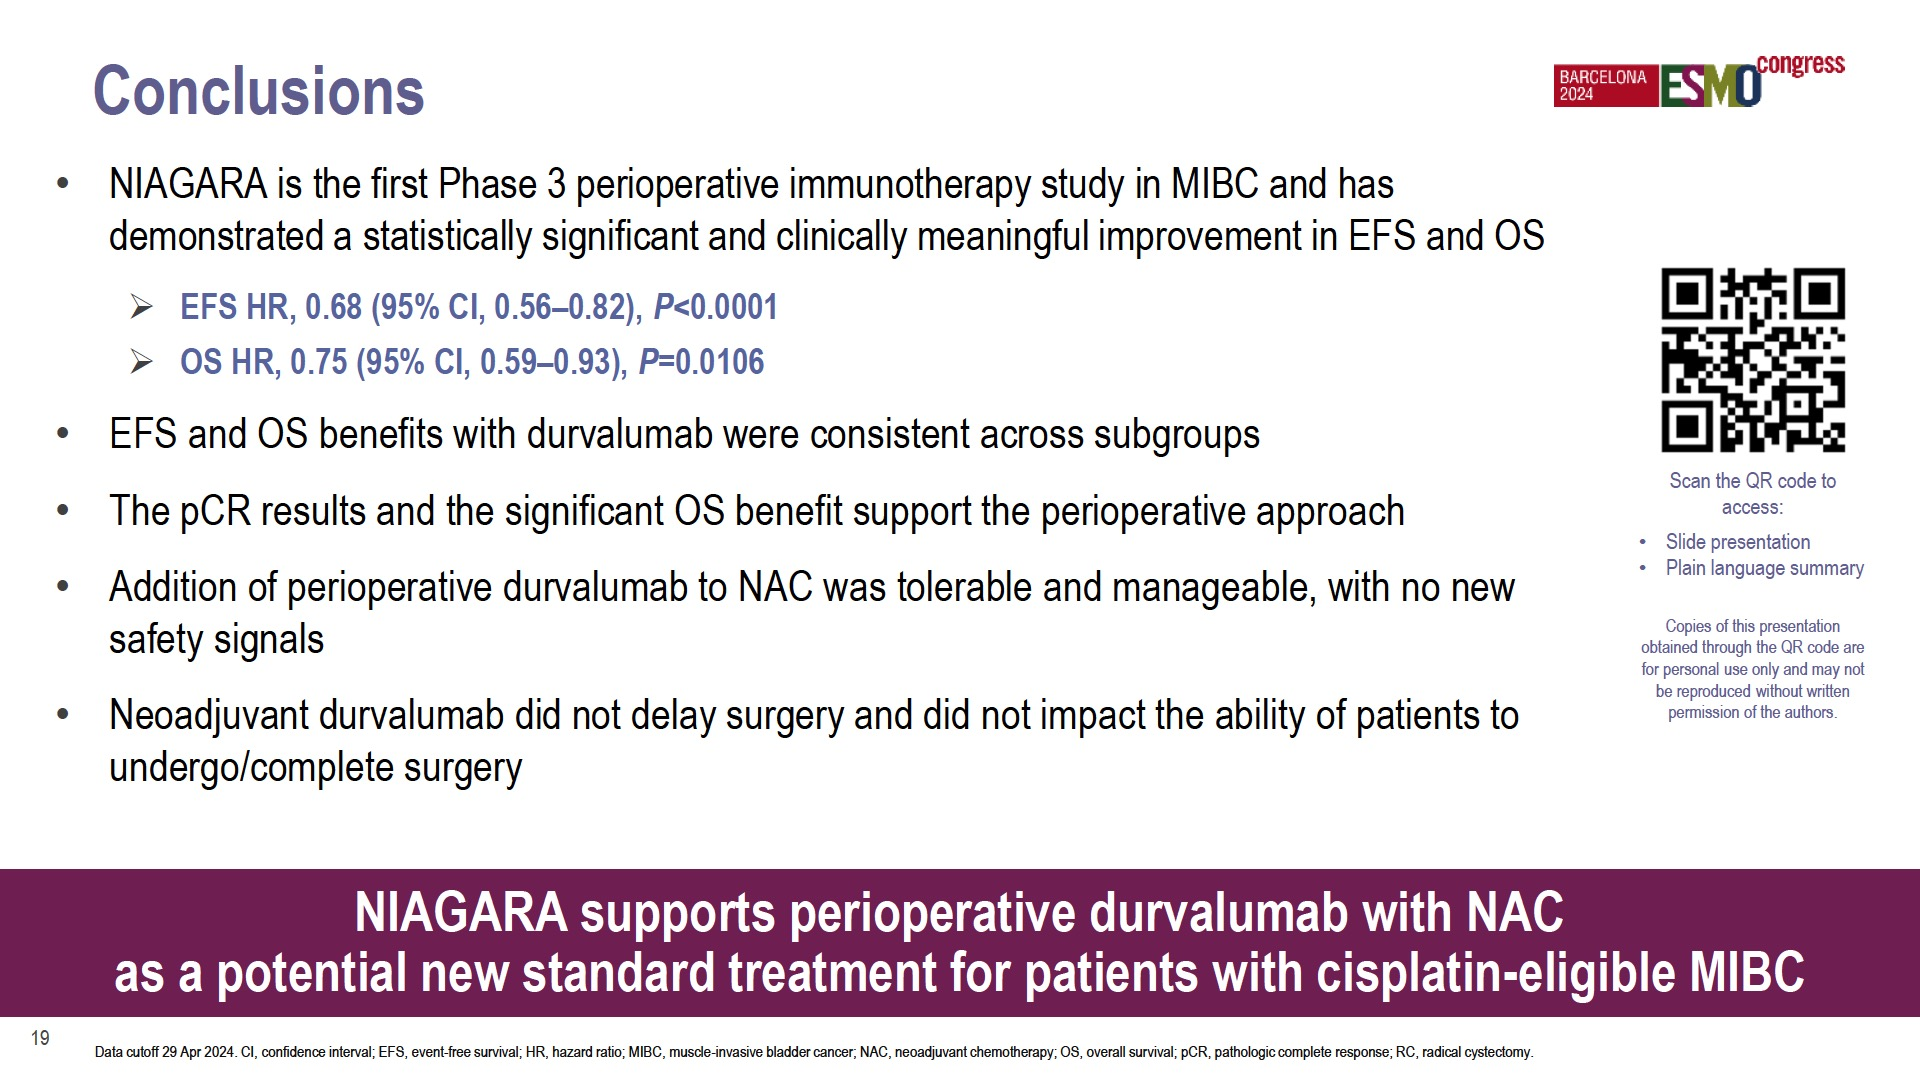 Conclusions
BARCELONA
2024
ESMO
congress
• NIAGARA is the first Phase 3 perioperative immunotherapy study in MIBC and has
demonstrated a statistically significant and clinically meaningful improvement in EFS and OS
➢ EFS HR, 0.68 (95% CI, 0.56–0.82), P<0.0001
➢ OS HR, 0.75 (95% CI, 0.59–0.93), P=0.0106
• EFS and OS benefits with durvalumab were consistent across subgroups
• The pCR results and the significant OS benefit support the perioperative approach
• Addition of perioperative durvalumab to NAC was tolerable and manageable, with no new
safety signals
• Neoadjuvant durvalumab did not delay surgery and did not impact the ability of patients to
undergo/complete surgery
Scan the QR code to
access:
• Slide presentation
• Plain language summary
Copies of this presentation
obtained through the QR code are
for personal use only and may not
be reproduced without written
permission of the authors.
NIAGARA supports perioperative durvalumab with NAC
as a potential new standard treatment for patients with cisplatin-eligible MIBC
19
Data cutoff 29 Apr 2024. CI, confidence interval; EFS, event-free survival; HR, hazard ratio; MIBC, muscle-invasive bladder cancer; NAC, neoadjuvant chemotherapy; OS, overall survival; pCR, pathologic complete response; RC, radical cystectomy.